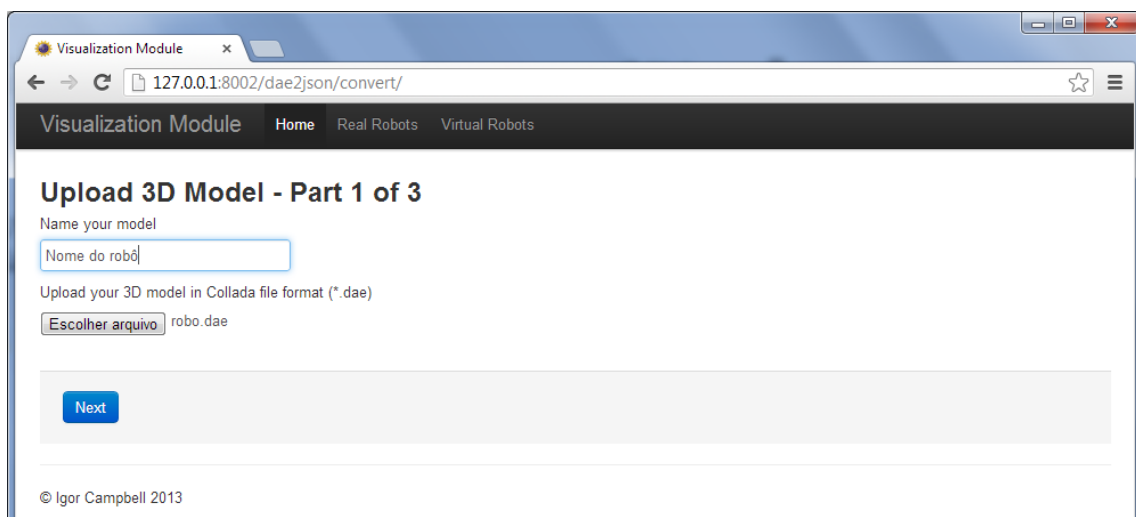 Visualization Module
127.0.0.1:8002/dae2json/convert/
Visualization Module Home Real Robots Virtual Robots
Upload 3D Model - Part 1 of 3
Name your model
Nome do robô
Upload your 3D model in Collada file format (*.dae)
Escolher arquivo robo.dae
Next
© Igor Campbell 2013